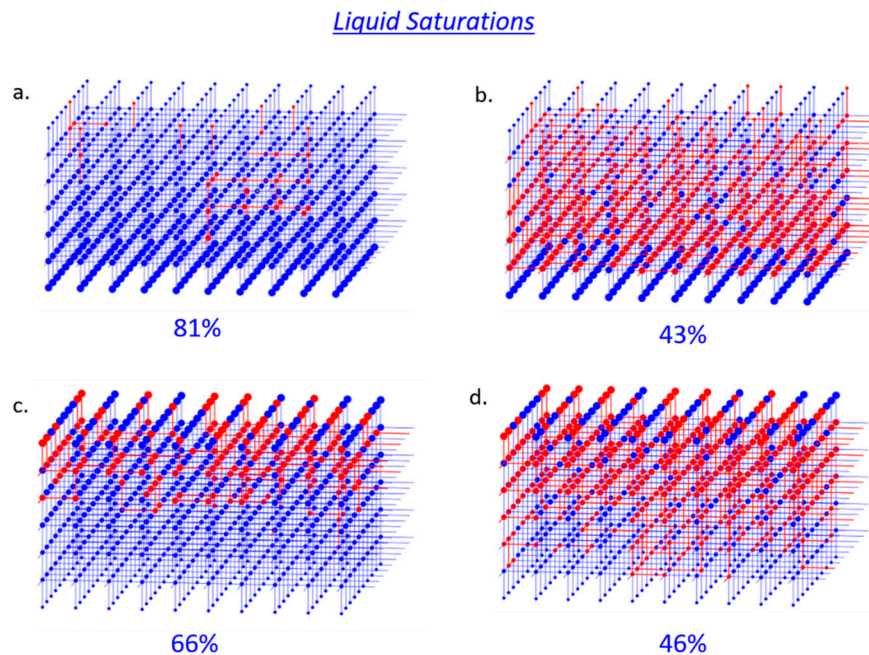 Liquid Saturations
a.
b.
81%
43%
c.
d.
66%
46%